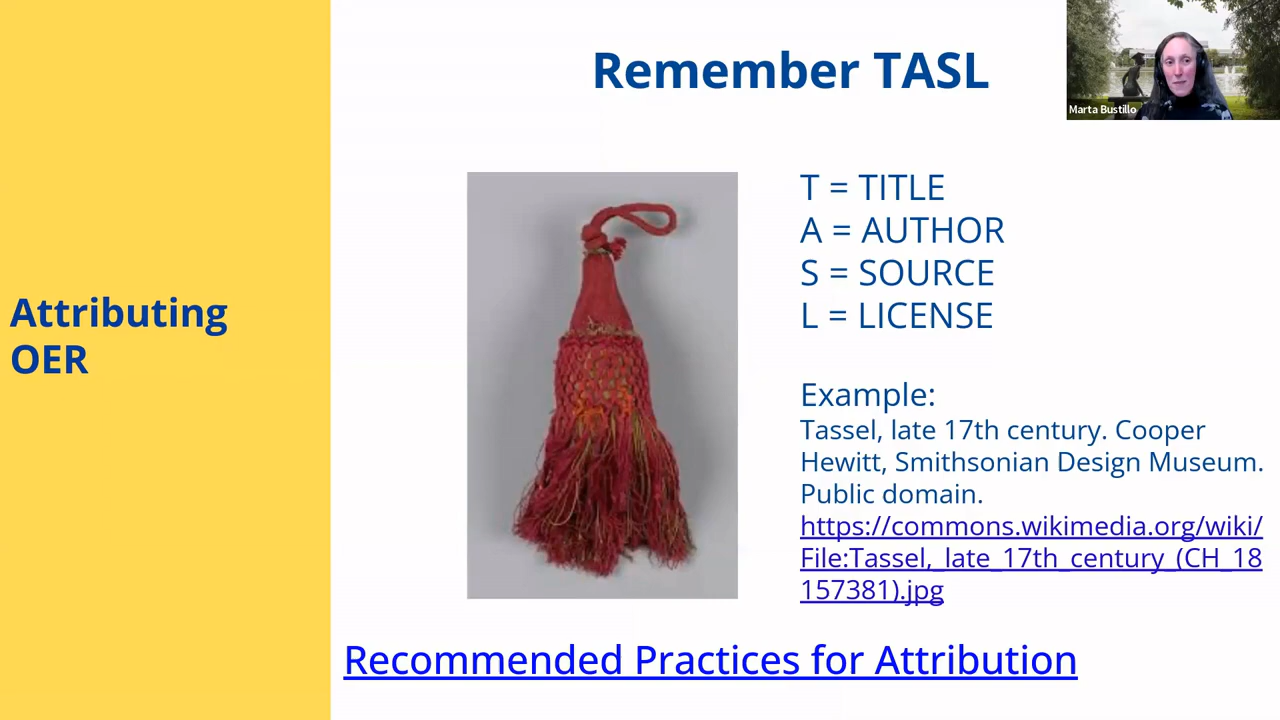 Remember TASL
Marta Bustillo
Attributing
OER
T = TITLE
A = AUTHOR
S = SOURCE
L = LICENSE
Example:
Tassel, late 17th century. Cooper
Hewitt, Smithsonian Design Museum.
Public domain.
https://commons.wikimedia.org/wiki/
File:Tassel,_late_17th_century_(CH_18
157381).jpg
Recommended Practices for Attribution